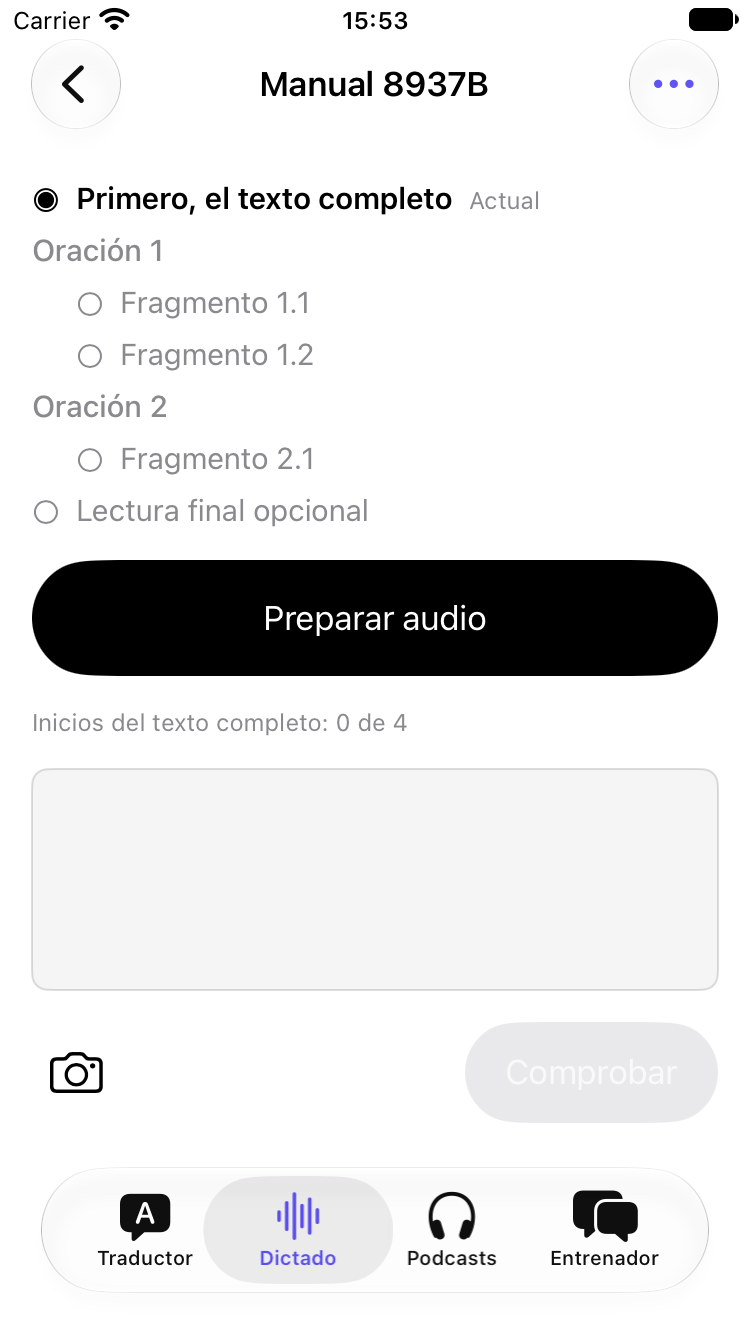 Carrier 15:53
Manual 8937B
Primero, el texto completo Actual
Oración 1
Fragmento 1.1
Fragmento 1.2
Oración 2
Fragmento 2.1
Lectura final opcional
Preparar audio
Inicios del texto completo: 0 de 4
Comprobar
A
Traductor Dictado Podcasts Entrenador